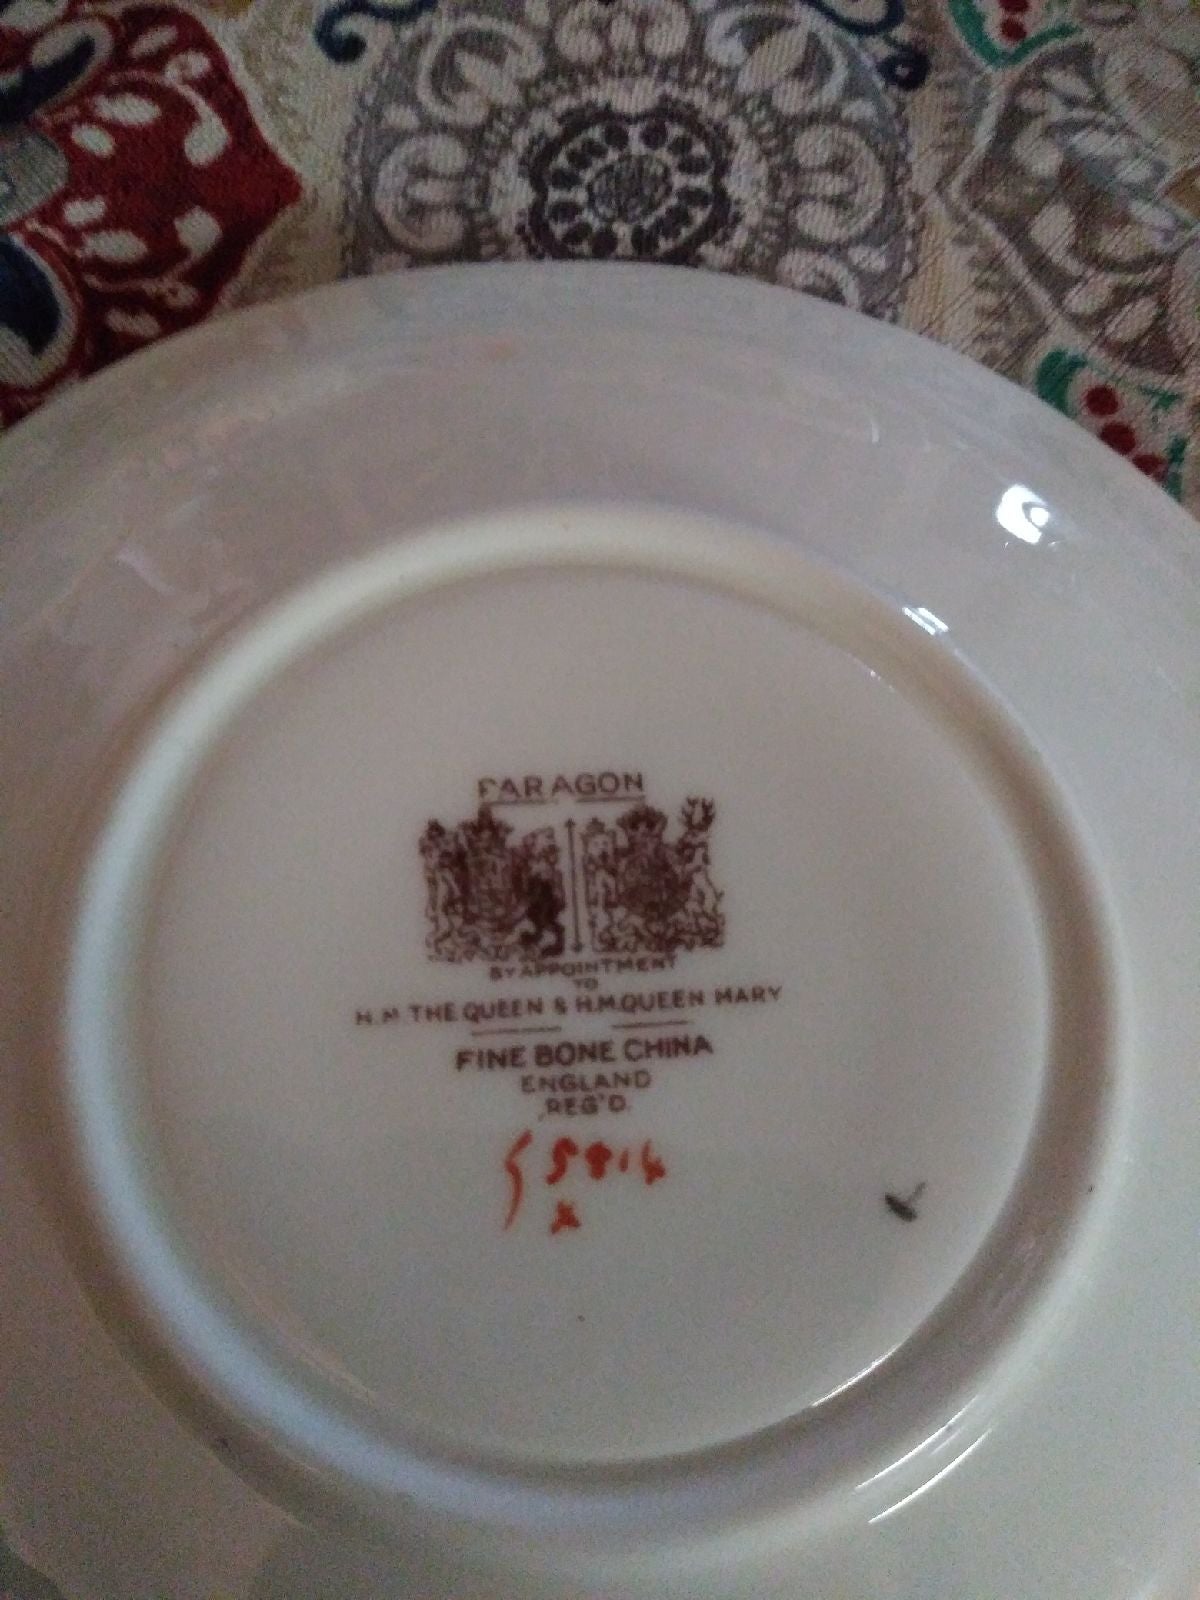 PARAGON
BY APPOINTMENT
TO
H.M. THE QUEEN & H.M. QUEEN MARY
FINE BONE CHINA
ENGLAND
REG'D.